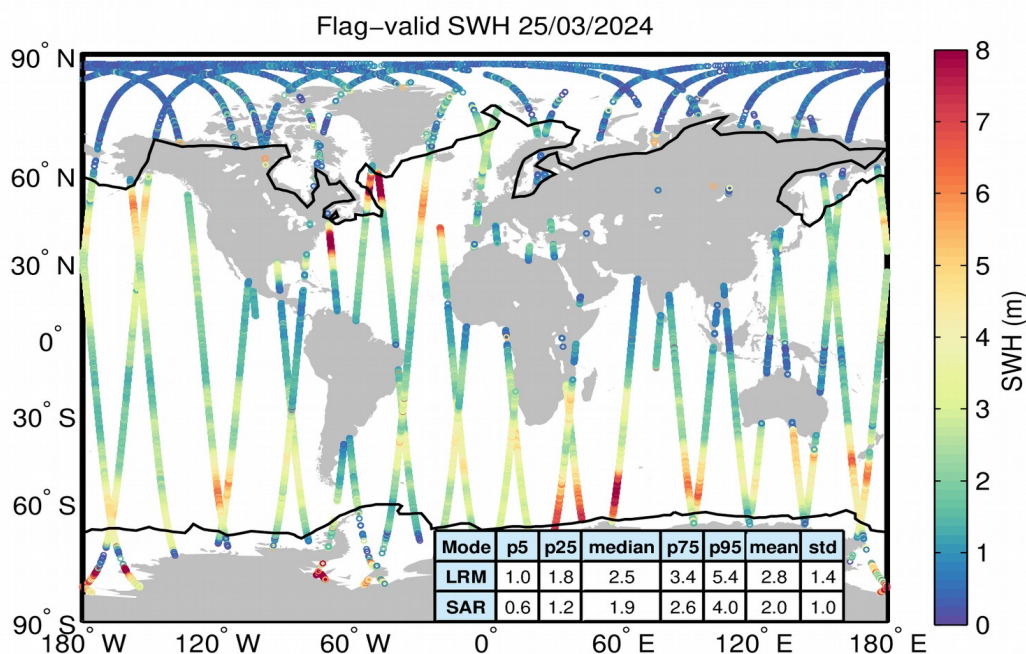 Flag-valid SWH 25/03/2024
90° N
60° N
30° N
0°
30° S
60° S
90° S
180° W
120° W
60° W
0°
60° E
120° E
180° E
8
7
6
5
4
3
2
1
0
SWH (m)
Mode p5 p25 median p75 p95 mean std
LRM 1.0 1.8 2.5 3.4 5.4 2.8 1.4
SAR 0.6 1.2 1.9 2.6 4.0 2.0 1.0